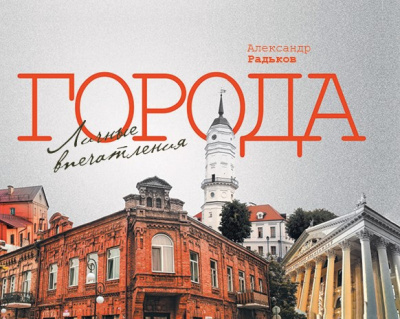 Александр
Радьков
ГОРОДА
Личные
впечатления